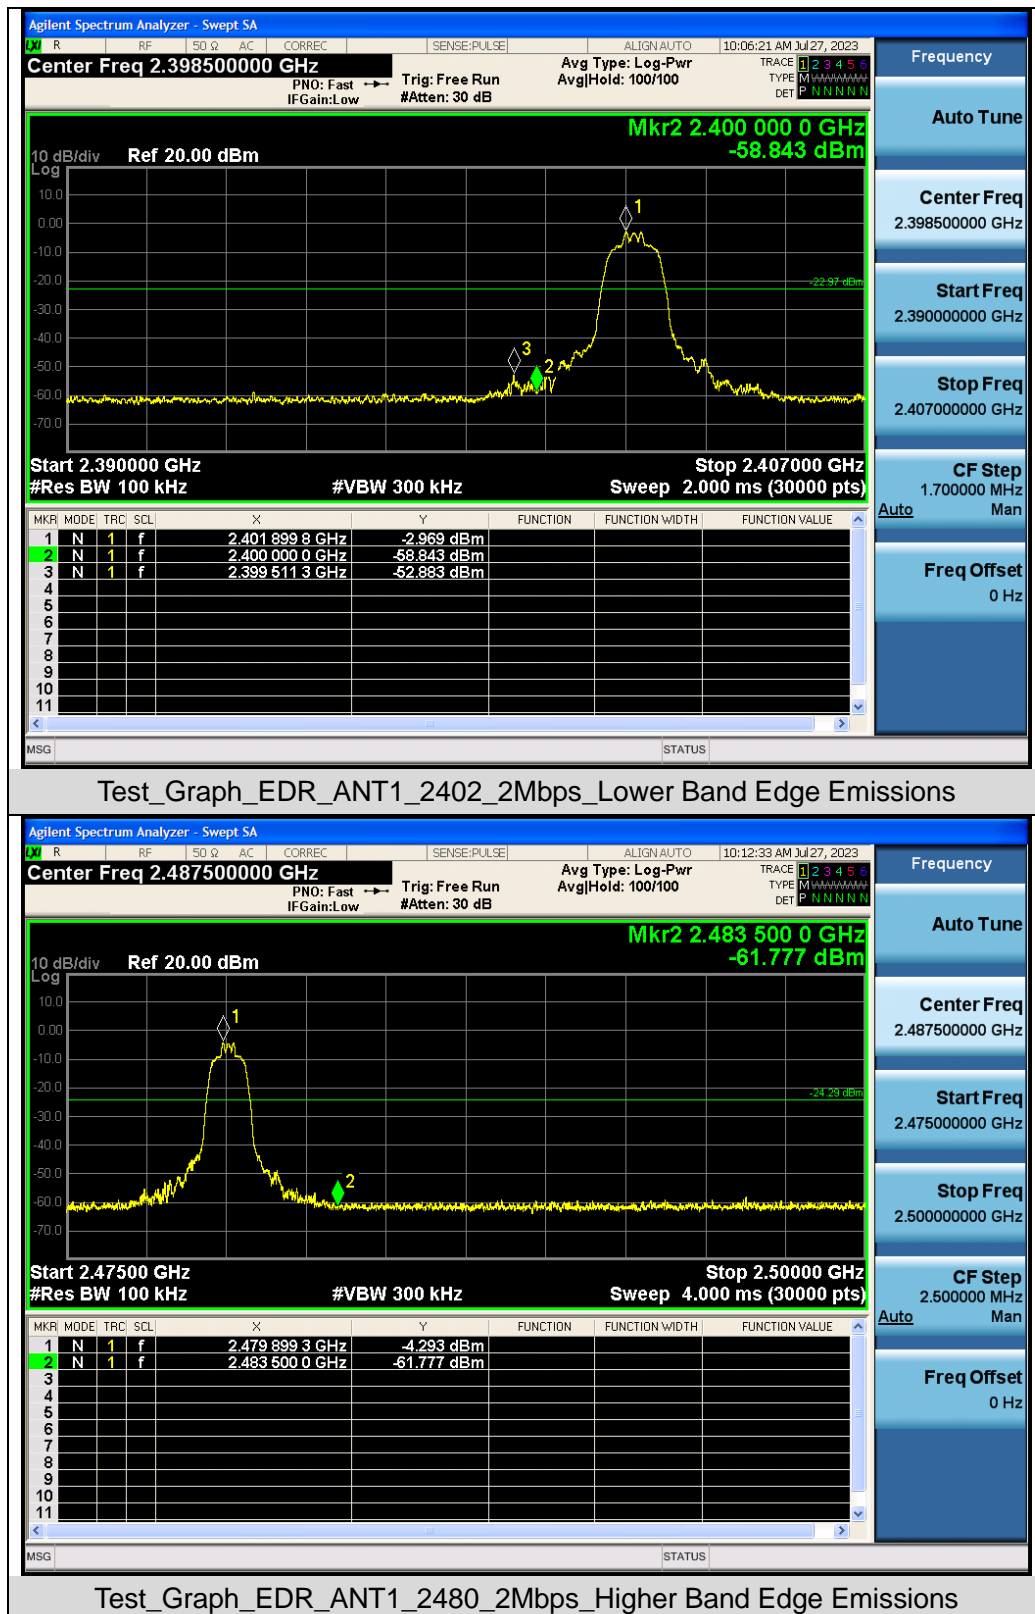 Agilent Spectrum Analyzer - Swept SA
LXI R RF 50 Ω AC CORREC SENSE:PULSE ALIGN AUTO 10:06:21 AM Jul 27, 2023
Center Freq 2.398500000 GHz
PNO: Fast
IFGain:Low
Trig: Free Run
#Atten: 30 dB
Avg Type: Log-Pwr
Avg|Hold: 100/100
TRACE 1 2 3 4 5 6
TYPE M
DET P N N N N N
Mkr2 2.400 000 0 GHz
-58.843 dBm
10 dB/div Ref 20.00 dBm
Log
10.0
0.00
-10.0
-20.0
-30.0
-40.0
-50.0
-60.0
-70.0
1
-22.97 dBm
3
2
Start 2.390000 GHz Stop 2.407000 GHz
#Res BW 100 kHz #VBW 300 kHz Sweep 2.000 ms (30000 pts)
MKR MODE TRC SCL X Y FUNCTION FUNCTION WIDTH FUNCTION VALUE
1 N 1 f 2.401 899 8 GHz -2.969 dBm
2 N 1 f 2.400 000 0 GHz -58.843 dBm
3 N 1 f 2.399 511 3 GHz -52.883 dBm
4
5
6
7
8
9
10
11
MSG STATUS
Frequency
Auto Tune
Center Freq
2.398500000 GHz
Start Freq
2.390000000 GHz
Stop Freq
2.407000000 GHz
CF Step
1.700000 MHz
Auto Man
Freq Offset
0 Hz
Test_Graph_EDR_ANT1_2402_2Mbps_Lower Band Edge Emissions
Agilent Spectrum Analyzer - Swept SA
LXI R RF 50 Ω AC CORREC SENSE:PULSE ALIGN AUTO 10:12:33 AM Jul 27, 2023
Center Freq 2.487500000 GHz
PNO: Fast
IFGain:Low
Trig: Free Run
#Atten: 30 dB
Avg Type: Log-Pwr
Avg|Hold: 100/100
TRACE 1 2 3 4 5 6
TYPE M
DET P N N N N N
Mkr2 2.483 500 0 GHz
-61.777 dBm
10 dB/div Ref 20.00 dBm
Log
10.0
0.00
-10.0
-20.0
-30.0
-40.0
-50.0
-60.0
-70.0
1
-24.29 dBm
2
Start 2.47500 GHz Stop 2.50000 GHz
#Res BW 100 kHz #VBW 300 kHz Sweep 4.000 ms (30000 pts)
MKR MODE TRC SCL X Y FUNCTION FUNCTION WIDTH FUNCTION VALUE
1 N 1 f 2.479 899 3 GHz -4.293 dBm
2 N 1 f 2.483 500 0 GHz -61.777 dBm
3
4
5
6
7
8
9
10
11
MSG STATUS
Frequency
Auto Tune
Center Freq
2.487500000 GHz
Start Freq
2.475000000 GHz
Stop Freq
2.500000000 GHz
CF Step
2.500000 MHz
Auto Man
Freq Offset
0 Hz
Test_Graph_EDR_ANT1_2480_2Mbps_Higher Band Edge Emissions